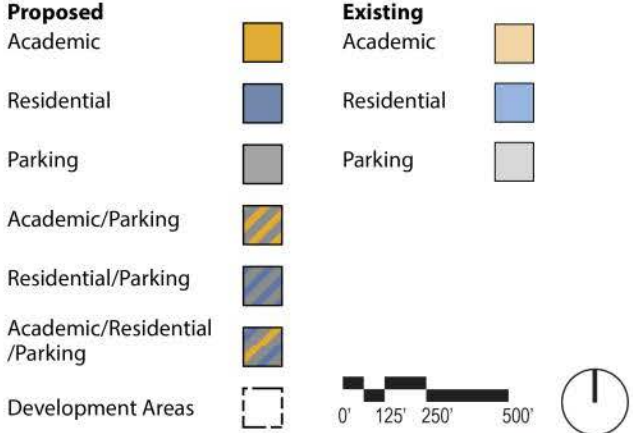 Proposed
Academic
Residential
Parking
Academic/Parking
Residential/Parking
Academic/Residential
/Parking
Development Areas
Existing
Academic
Residential
Parking
0' 125' 250' 500'